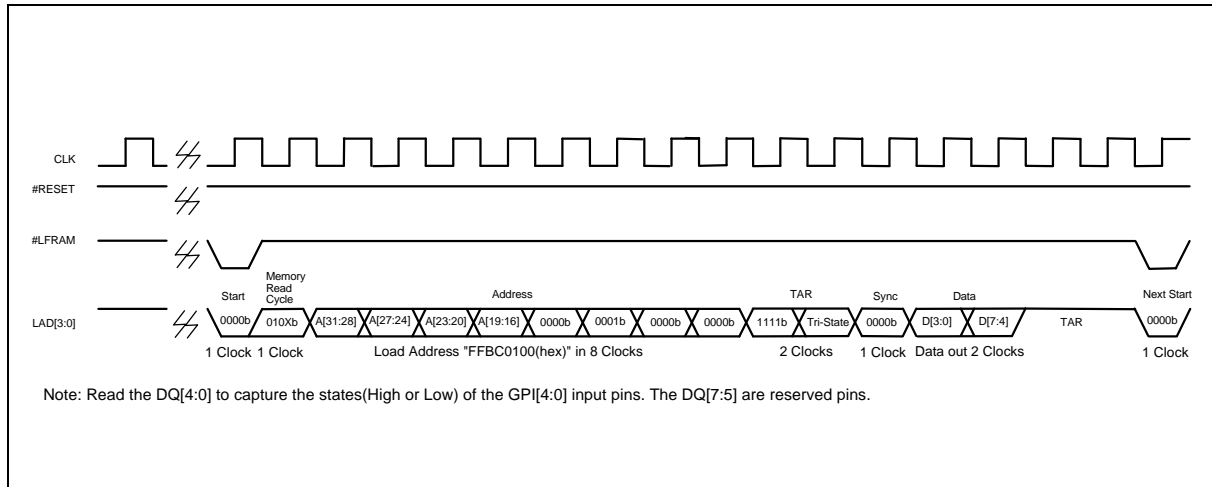 CLK
#RESET
#LFRAM
Start
Memory
Read
Cycle
Address
TAR
Sync
Data
Next Start
LAD[3:0]
0000b
010Xb
A[31:28]
A[27:24]
A[23:20]
A[19:16]
0000b
0001b
0000b
0000b
1111b
Tri-State
0000b
D[3:0]
D[7:4]
TAR
0000b
1 Clock
1 Clock
Load Address "FFBC0100(hex)" in 8 Clocks
2 Clocks
1 Clock
Data out 2 Clocks
1 Clock
Note: Read the DQ[4:0] to capture the states(High or Low) of the GPI[4:0] input pins. The DQ[7:5] are reserved pins.